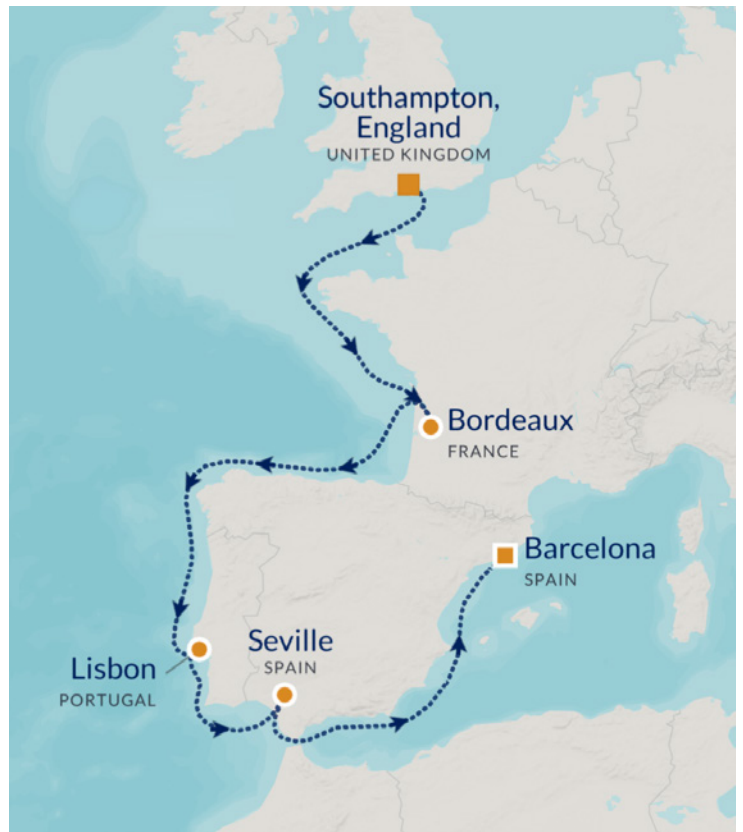 Southampton,
England
UNITED KINGDOM
Bordeaux
FRANCE
Barcelona
SPAIN
Seville
SPAIN
Lisbon
PORTUGAL